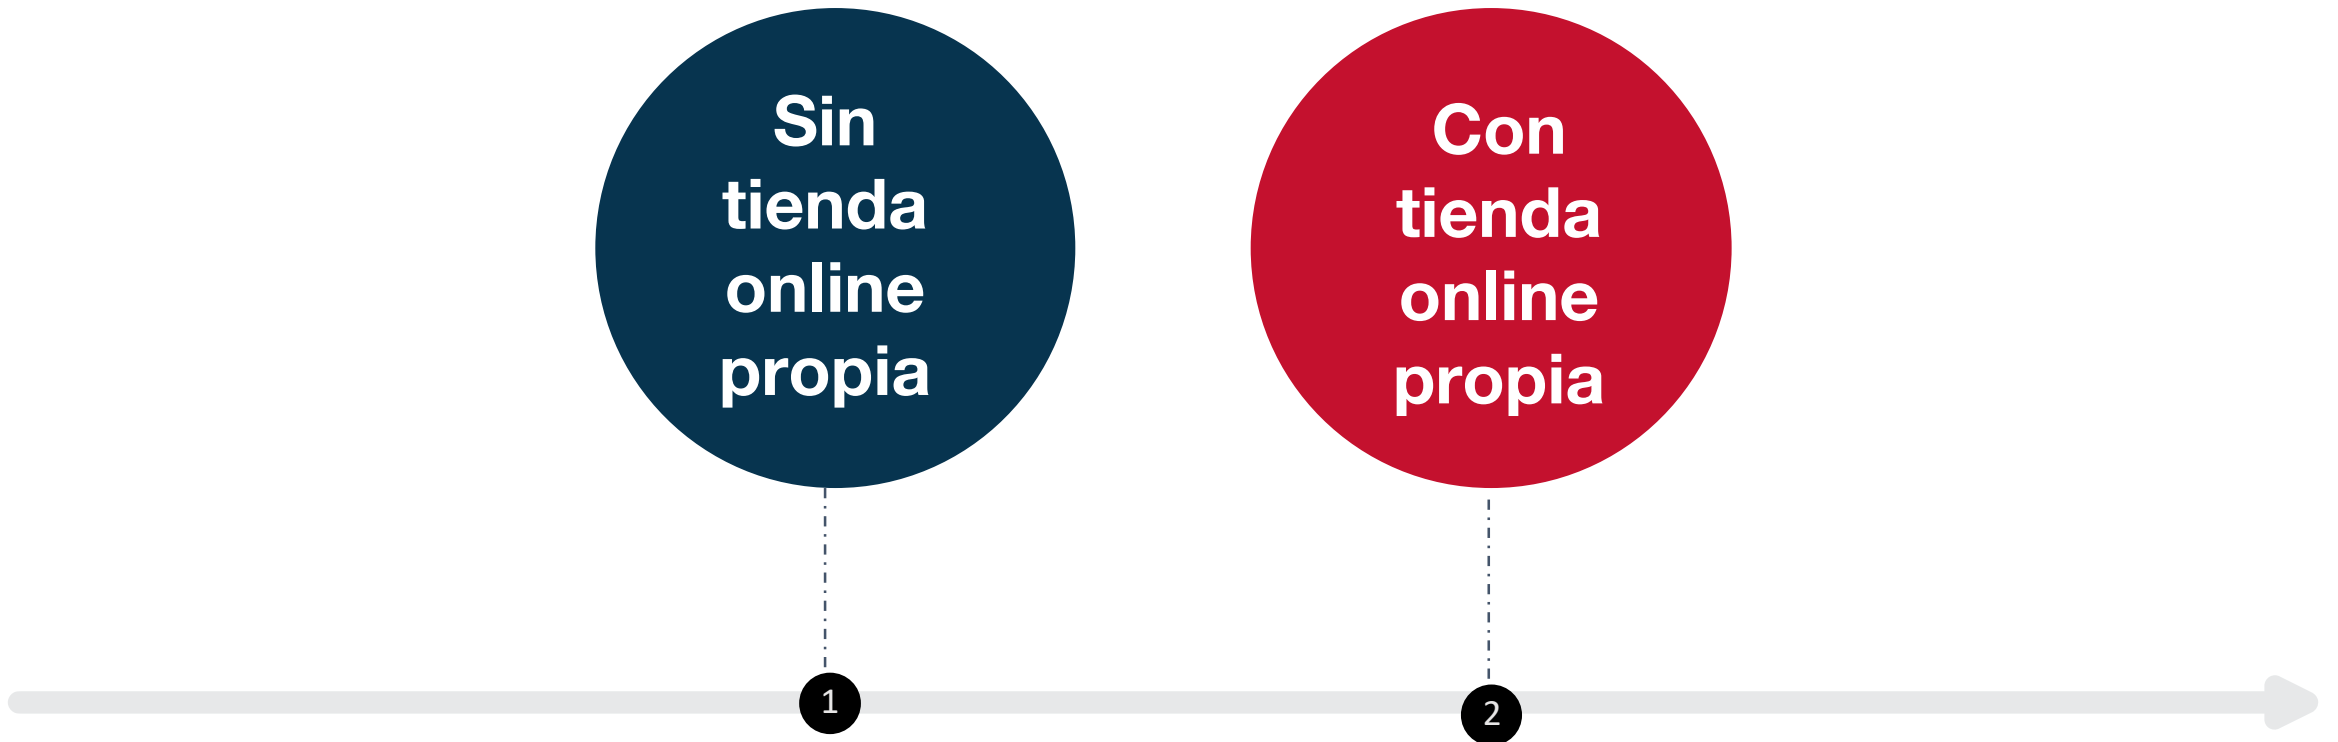 Sin
tienda
online
propia
Con
tienda
online
propia
1
2